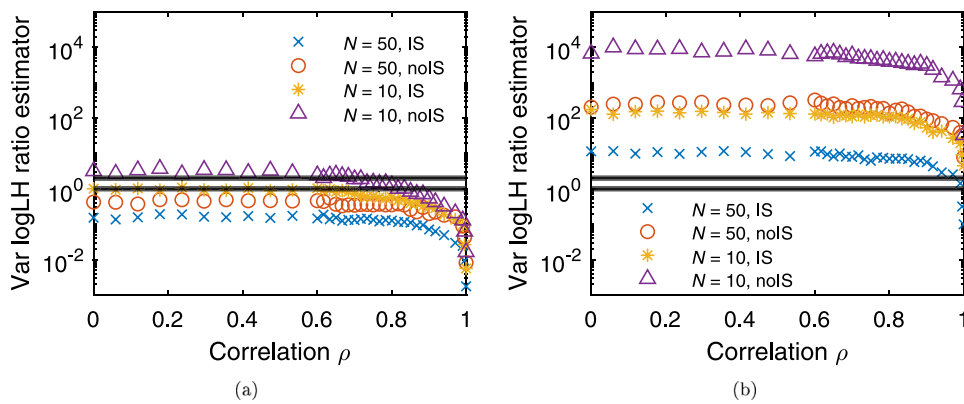 Var logLH ratio estimator
10^4
10^2
10^0
10^-2
N = 50, IS
N = 50, noIS
N = 10, IS
N = 10, noIS
0 0.2 0.4 0.6 0.8 1
Correlation ρ
(a)
Var logLH ratio estimator
10^4
10^2
10^0
10^-2
N = 50, IS
N = 50, noIS
N = 10, IS
N = 10, noIS
0 0.2 0.4 0.6 0.8 1
Correlation ρ
(b)